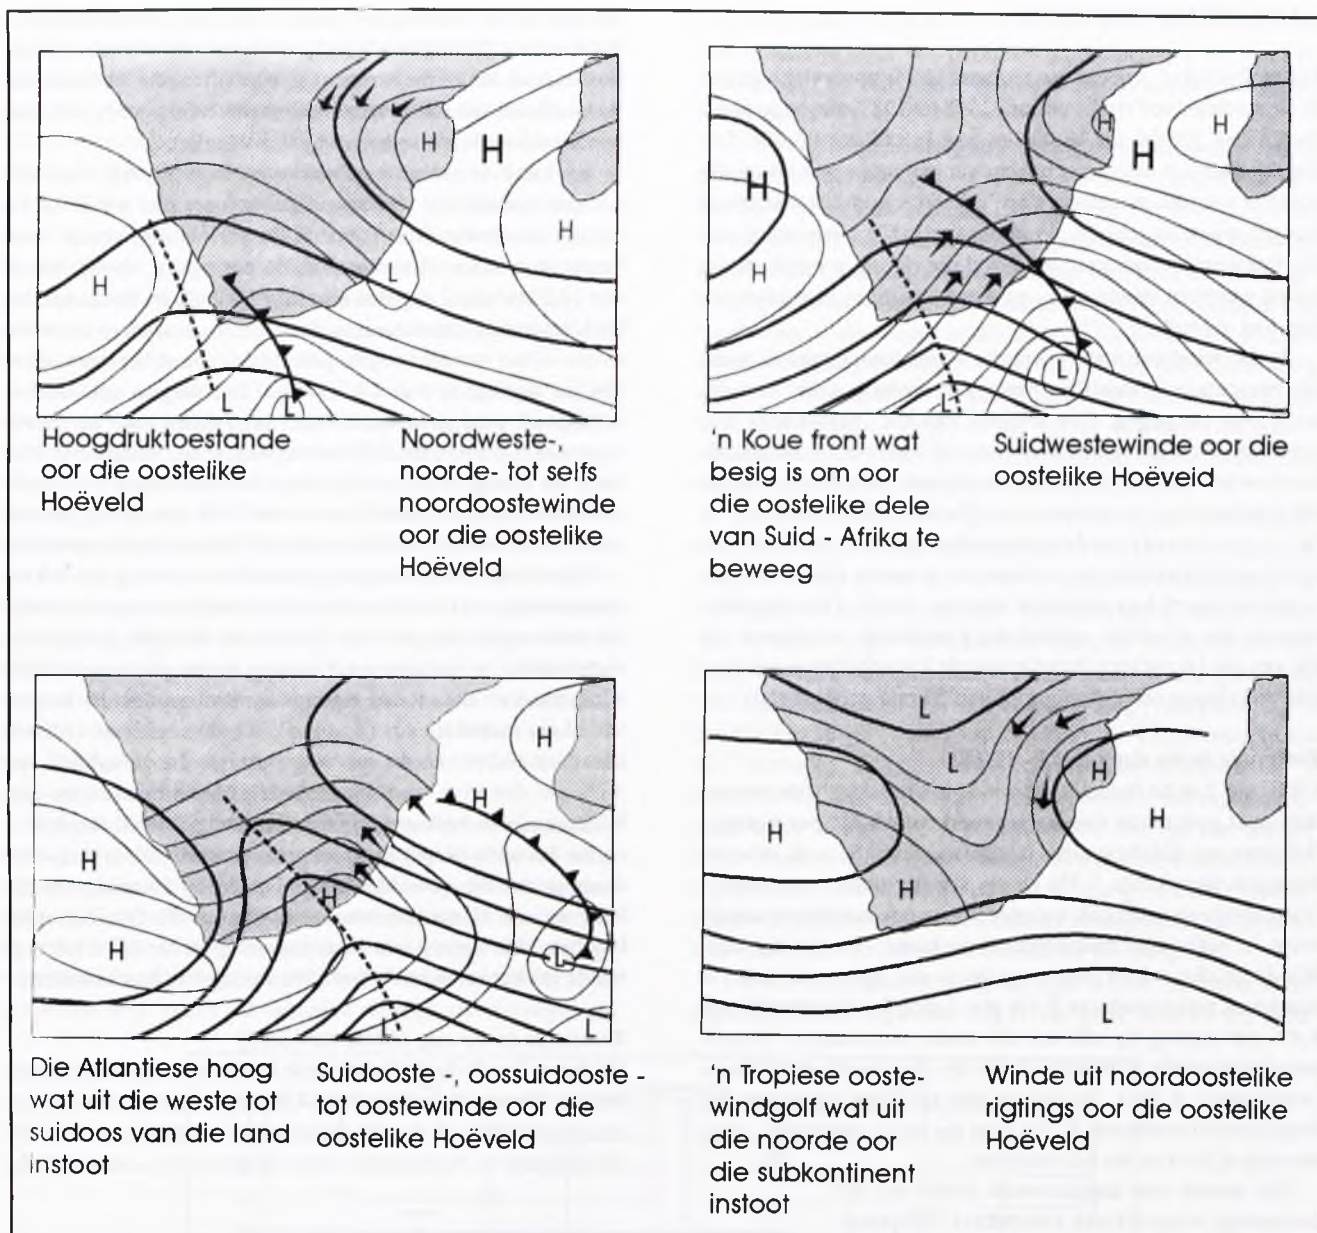 H
H
H
H
L
L
L
Hoogdruktoestande
oor die oostelike
Hoëveld
Noordweste-,
noorde- tot selfs
noordoostewinde
oor die oostelike
Hoëveld
H
H
H
H
H
L
L
'n Koue front wat
besig is om oor
die oostelike dele
van Suid - Afrika te
beweeg
Suidwestewinde oor die
oostelike Hoëveld
H
H
H
H
H
L
L
L
Die Atlantiese hoog
wat uit die weste tot
suidoos van die land
instoot
Suidooste -, oossuidooste -
tot oostewinde oor die
oostelike Hoëveld
L
L
H
H
H
H
L
'n Tropiese ooste-
windgolf wat uit
die noorde oor
die subkontinent
instoot
Winde uit noordoostelike
rigtings oor die oostelike
Hoëveld